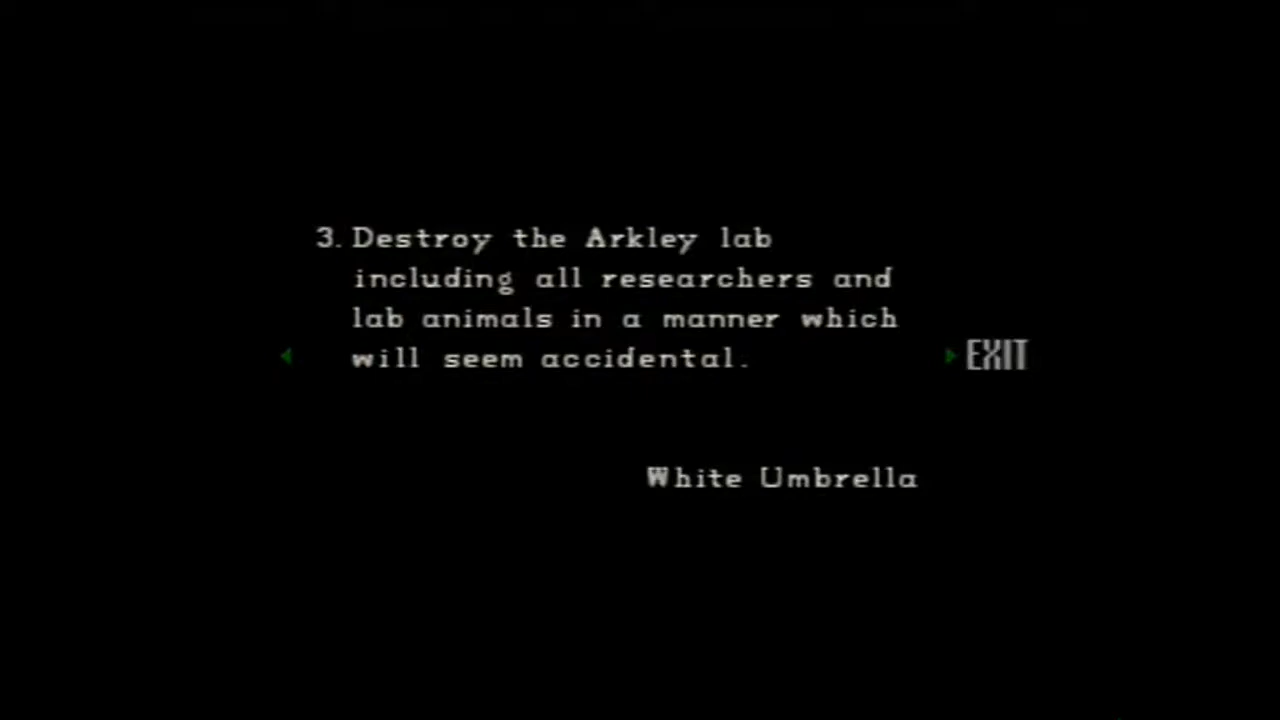 3. Destroy the Arkley lab
including all researchers and
lab animals in a manner which
will seem accidental.
EXIT
White Umbrella